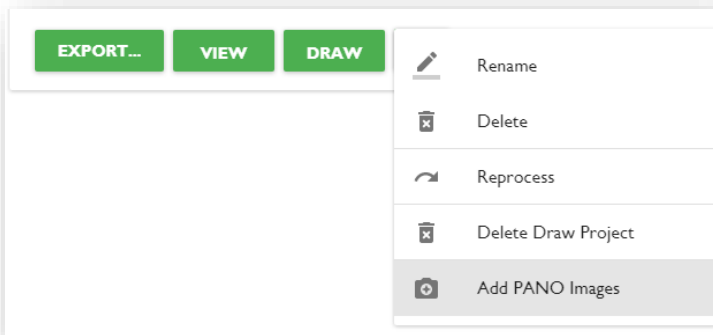 EXPORT... VIEW DRAW
Rename
Delete
Reprocess
Delete Draw Project
Add PANO Images